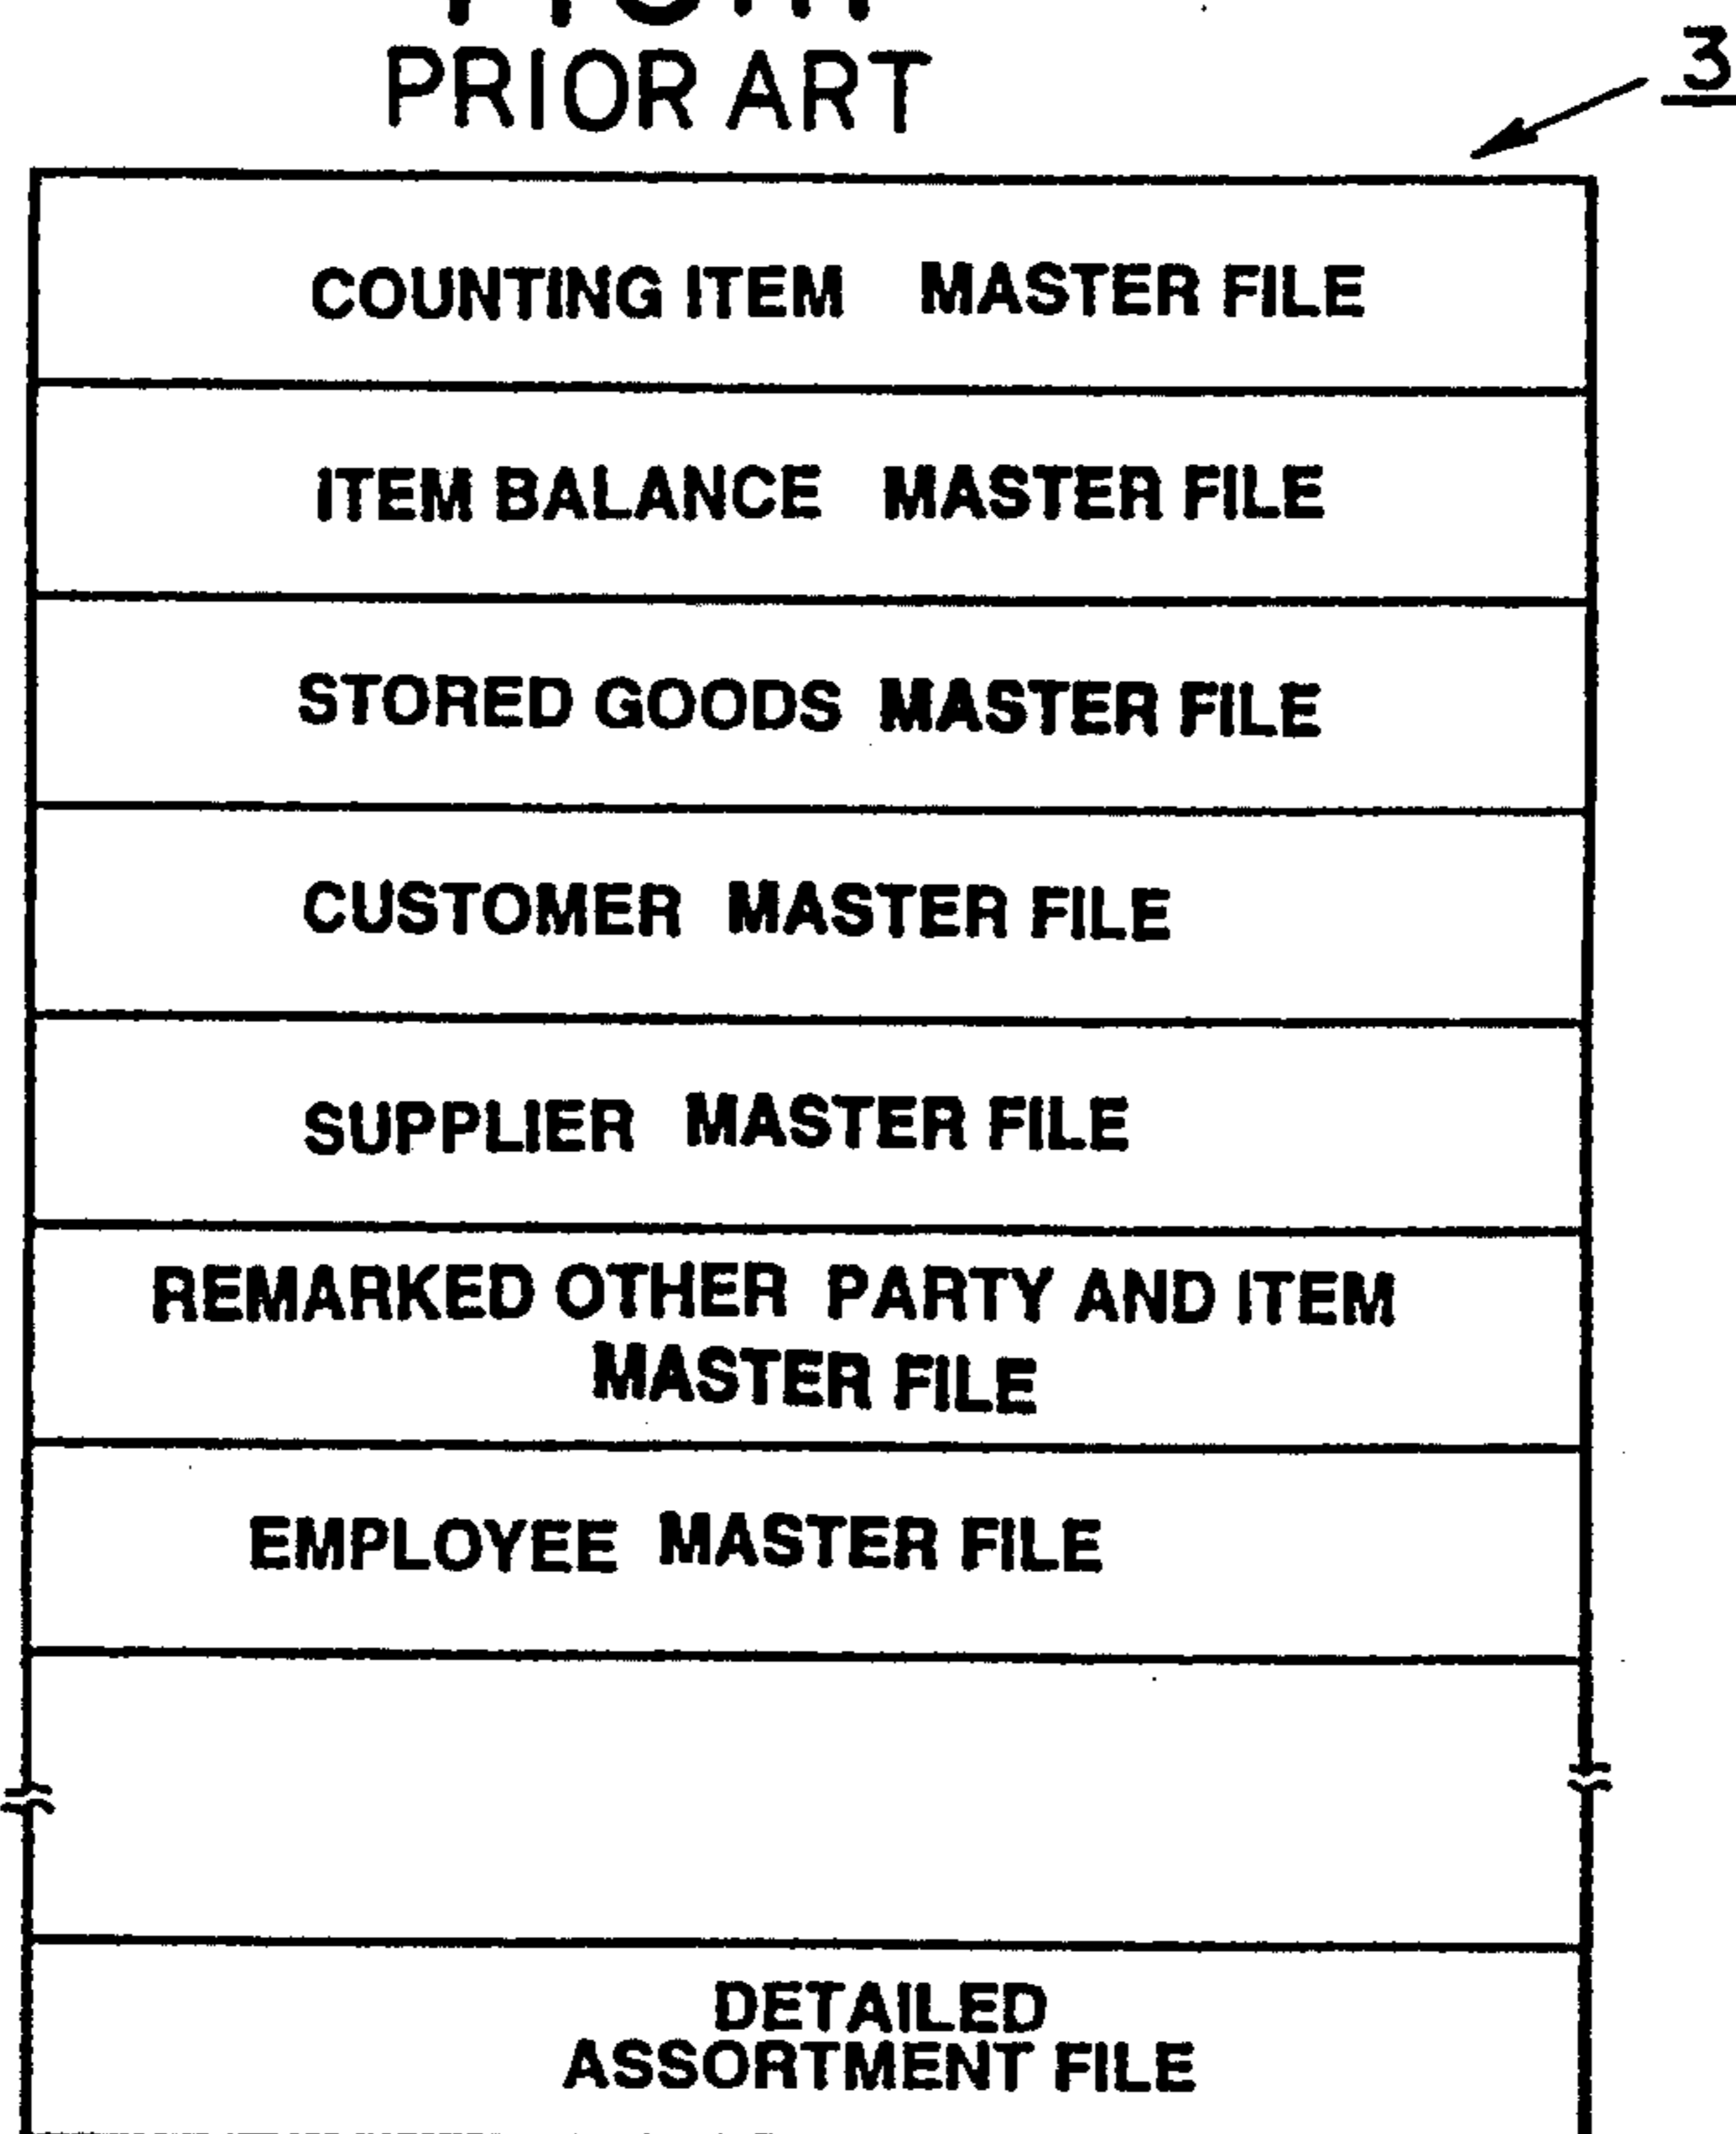 PRIOR ART
3
COUNTING ITEM MASTER FILE
ITEM BALANCE MASTER FILE
STORED GOODS MASTER FILE
CUSTOMER MASTER FILE
SUPPLIER MASTER FILE
REMARKED OTHER PARTY AND ITEM
MASTER FILE
EMPLOYEE MASTER FILE
DETAILED
ASSORTMENT FILE